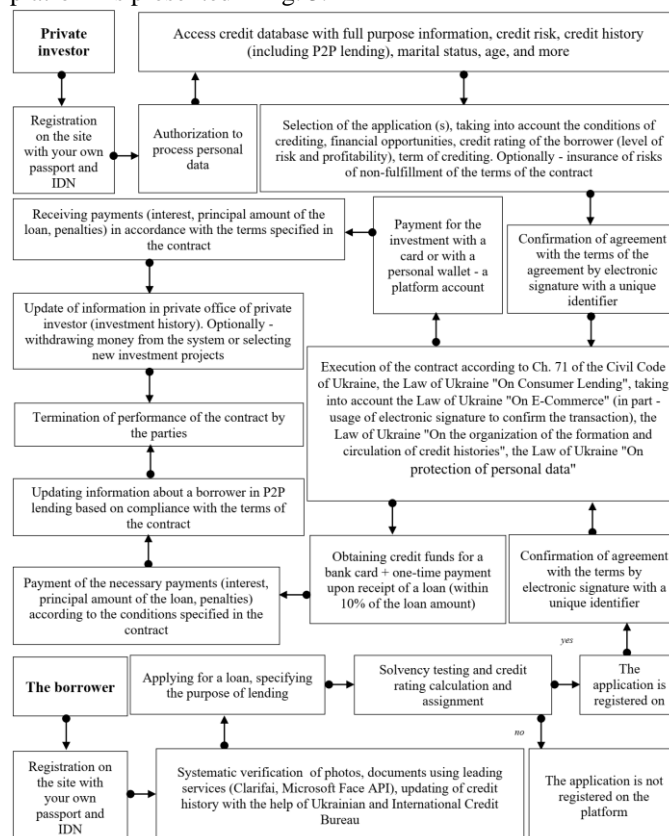 is presented
Private
investor
Access credit database with full purpose information, credit risk, credit history
(including P2P lending), marital status, age, and more
Registration
on the site
with your own
passport and
IDN
Authorization to
process personal
data
Selection of the application (s), taking into account the conditions of
crediting, financial opportunities, credit rating of the borrower (level of
risk and profitability), term of crediting. Optionally - insurance of risks
of non-fulfillment of the terms of the contract
Receiving payments (interest, principal amount of the
loan, penalties) in accordance with the terms specified in
the contract
Payment for the
investment with a
card or with a
personal wallet - a
platform account
Confirmation of agreement
with the terms of the
agreement by electronic
signature with a unique
identifier
Update of information in private office of private
investor (investment history). Optionally -
withdrawing money from the system or selecting
new investment projects
Execution of the contract according to Ch. 71 of the Civil Code
of Ukraine, the Law of Ukraine "On Consumer Lending", taking
into account the Law of Ukraine "On E-Commerce" (in part -
usage of electronic signature to confirm the transaction), the
Law of Ukraine "On the organization of the formation and
circulation of credit histories", the Law of Ukraine "On
protection of personal data"
Termination of performance of the contract by
the parties
Updating information about a borrower in P2P
lending based on compliance with the terms of
the contract
Payment of the necessary payments (interest,
principal amount of the loan, penalties)
according to the conditions specified in the
contract
Obtaining credit funds for a
bank card + one-time payment
upon receipt of a loan (within
10% of the loan amount)
Confirmation of agreement
with the terms by
electronic signature with a
unique identifier
yes
The borrower
Applying for a loan, specifying
the purpose of lending
Solvency testing and credit
rating calculation and
assignment
The
application is
registered on
no
Registration on
the site with
your own
passport and
IDN
Systematic verification of photos, documents using leading
services (Clarifai, Microsoft Face API), updating of credit
history with the help of Ukrainian and International Credit
Bureau
The application is not
registered on the
platform